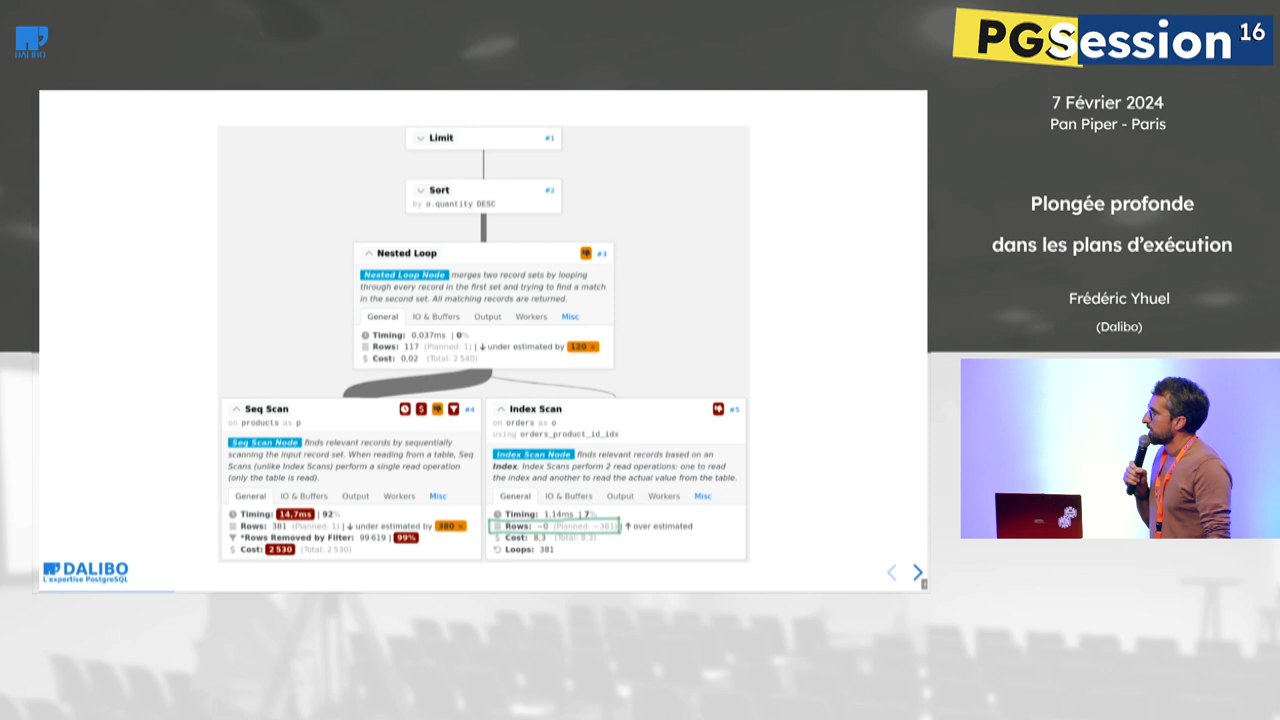 DALIBO
PGSession 16
7 Février 2024
Pan Piper - Paris
Plongée profonde
dans les plans d’exécution
Frédéric Yhuel
(Dalibo)
Limit #1
Sort #2
by o.quantity DESC
Nested Loop #3
Nested Loop Node merges two record sets by looping
through every record in the first set and trying to find a match
in the second set. All matching records are returned.
General IO & Buffers Output Workers Misc
Timing: 0,037ms | 0%
Rows: 117 (Planned: 1) | ↓ under estimated by 120 ×
$ Cost: 0,02 (Total: 2 540)
Seq Scan $ #4
on products as p
Seq Scan Node finds relevant records by sequentially
scanning the input record set. When reading from a table, Seq
Scans (unlike Index Scans) perform a single read operation
(only the table is read).
General IO & Buffers Output Workers Misc
Timing: 14,7ms | 92%
Rows: 381 (Planned: 1) | ↓ under estimated by 380 ×
*Rows Removed by Filter: 99 619 | 99%
$ Cost: 2 530 (Total: 2 530)
Index Scan #5
on orders as o
using orders_product_id_idx
Index Scan Node finds relevant records based on an
Index. Index Scans perform 2 read operations: one to read
the index and another to read the actual value from the table.
General IO & Buffers Output Workers Misc
Timing: 1,14ms | 7%
Rows: ~0 (Planned: ~381) | ↑ over estimated
$ Cost: 8,3 (Total: 8,3)
Loops: 381
DALIBO
L'expertise PostgreSQL